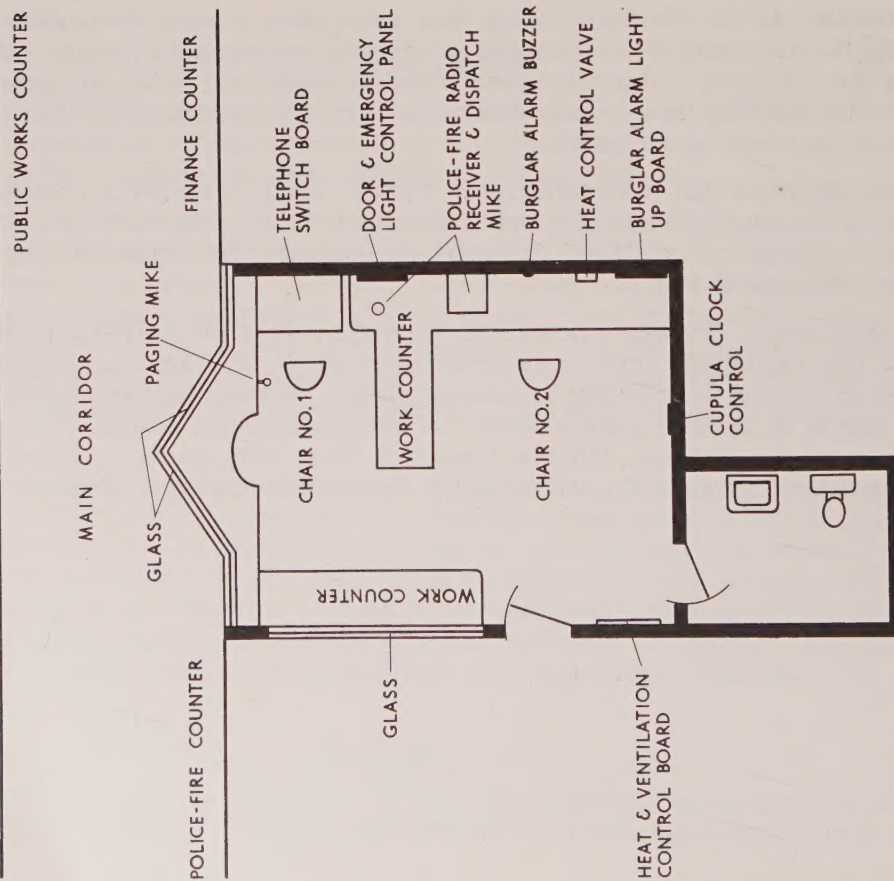 PUBLIC WORKS COUNTER
MAIN CORRIDOR
FINANCE COUNTER
PAGING MIKE
GLASS
POLICE-FIRE COUNTER
TELEPHONE
SWITCH BOARD
DOOR & EMERGENCY
LIGHT CONTROL PANEL
POLICE-FIRE RADIO
RECEIVER & DISPATCH
MIKE
BURGLAR ALARM BUZZER
HEAT CONTROL VALVE
BURGLAR ALARM LIGHT
UP BOARD
CHAIR NO.1
WORK COUNTER
CHAIR NO.2
WORK COUNTER
GLASS
CUPULA CLOCK
CONTROL
HEAT & VENTILATION
CONTROL BOARD